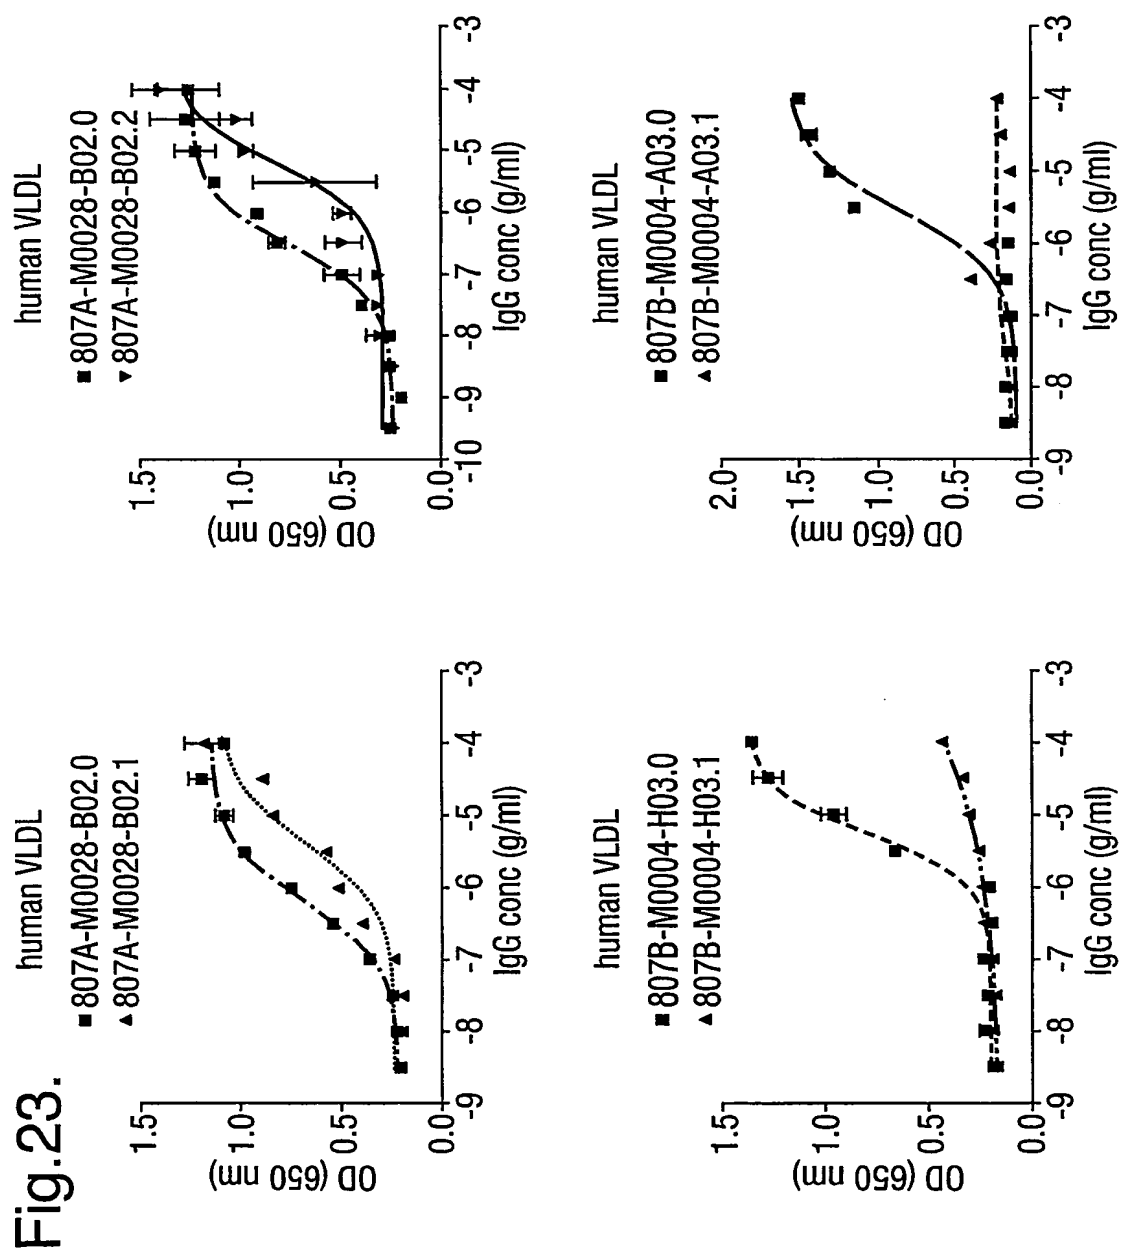 Fig.23.
human VLDL
807A-M0028-B02.0
807A-M0028-B02.1
OD (650 nm)
1.5
1.0
0.5
0.0
-9 -8 -7 -6 -5 -4 -3
IgG conc (g/ml)
human VLDL
807A-M0028-B02.0
807A-M0028-B02.2
OD (650 nm)
1.5
1.0
0.5
0.0
-10 -9 -8 -7 -6 -5 -4 -3
IgG conc (g/ml)
human VLDL
807B-M0004-H03.0
807B-M0004-H03.1
OD (650 nm)
1.5
1.0
0.5
0.0
-9 -8 -7 -6 -5 -4 -3
IgG conc (g/ml)
human VLDL
807B-M0004-A03.0
807B-M0004-A03.1
OD (650 nm)
2.0
1.5
1.0
0.5
0.0
-9 -8 -7 -6 -5 -4 -3
IgG conc (g/ml)